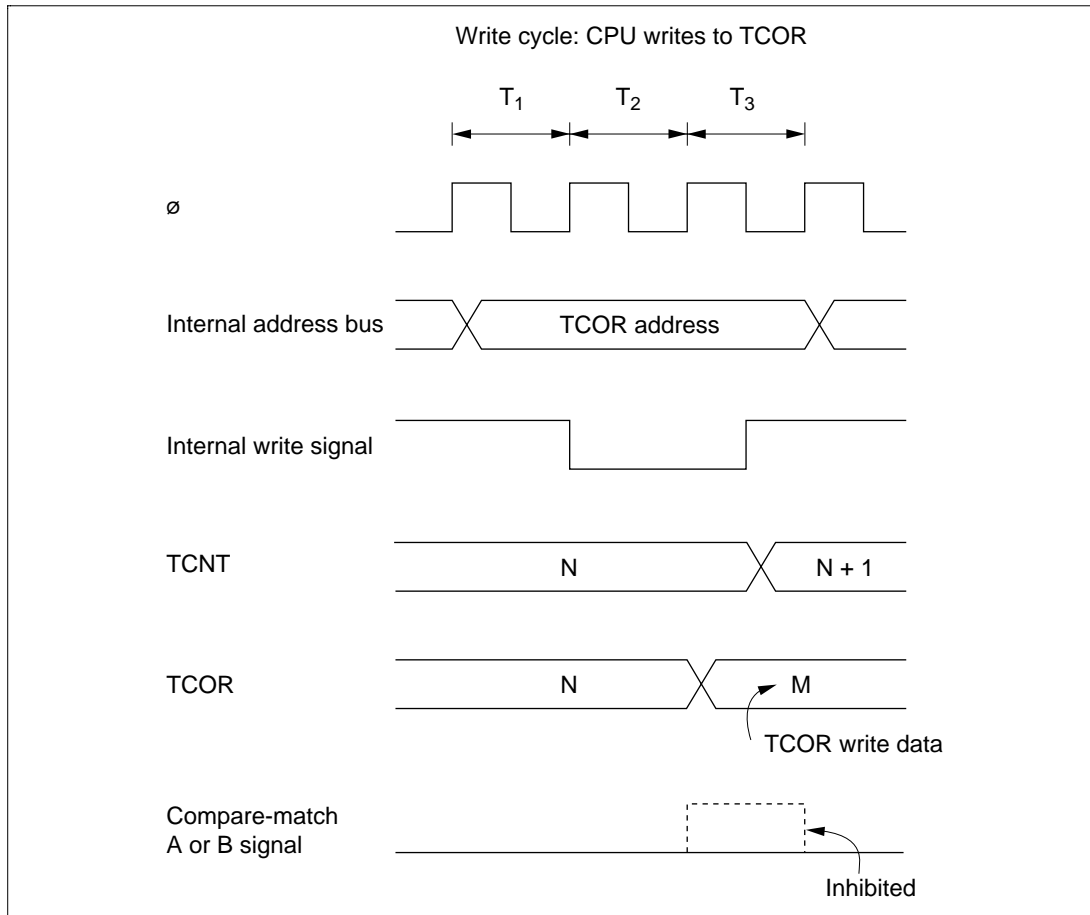 Write cycle: CPU writes to TCOR
T1 T2 T3
ø
Internal address bus
TCOR address
Internal write signal
TCNT
N
N + 1
TCOR
N
M
TCOR write data
Compare-match
A or B signal
Inhibited